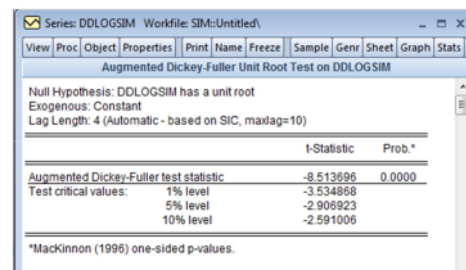 Series: DDLOGSIM Workfile: SIM::Untitled\
View Proc Object Properties Print Name Freeze Sample Genr Sheet Graph Stats
Augmented Dickey-Fuller Unit Root Test on DDLOGSIM
Null Hypothesis: DDLOGSIM has a unit root
Exogenous: Constant
Lag Length: 4 (Automatic - based on SIC, maxlag=10)
t-Statistic Prob.*
Augmented Dickey-Fuller test statistic -8.513696 0.0000
Test critical values: 1% level -3.534868
5% level -2.906923
10% level -2.591006
*MacKinnon (1996) one-sided p-values.